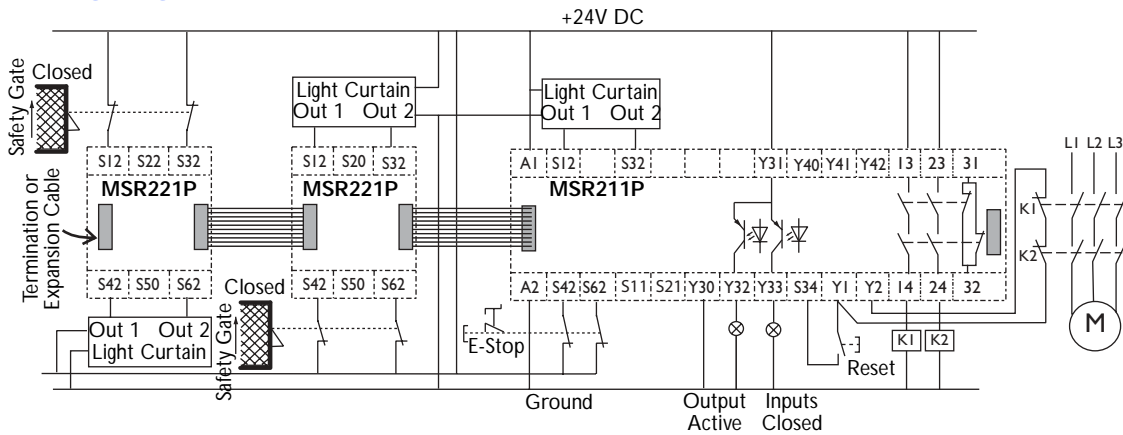 +24V DC
Safety Gate
Closed
Light Curtain
Out 1 Out 2
Light Curtain
Out 1 Out 2
S12 S22 S32
S12 S20 S32
A1 S12 S32 Y31 Y40 Y41 Y42 13 23 31
L1 L2 L3
MSR221P
MSR221P
MSR211P
K1
K2
Termination or
Expansion Cable
S42 S50 S62
S42 S50 S62
A2 S42 S62 S11 S21 Y30 Y32 Y33 S34 Y1 Y2 14 24 32
Closed
Safety Gate
Out 1 Out 2
Light Curtain
E-Stop
K1 K2
M
Reset
Ground
Output
Active
Inputs
Closed